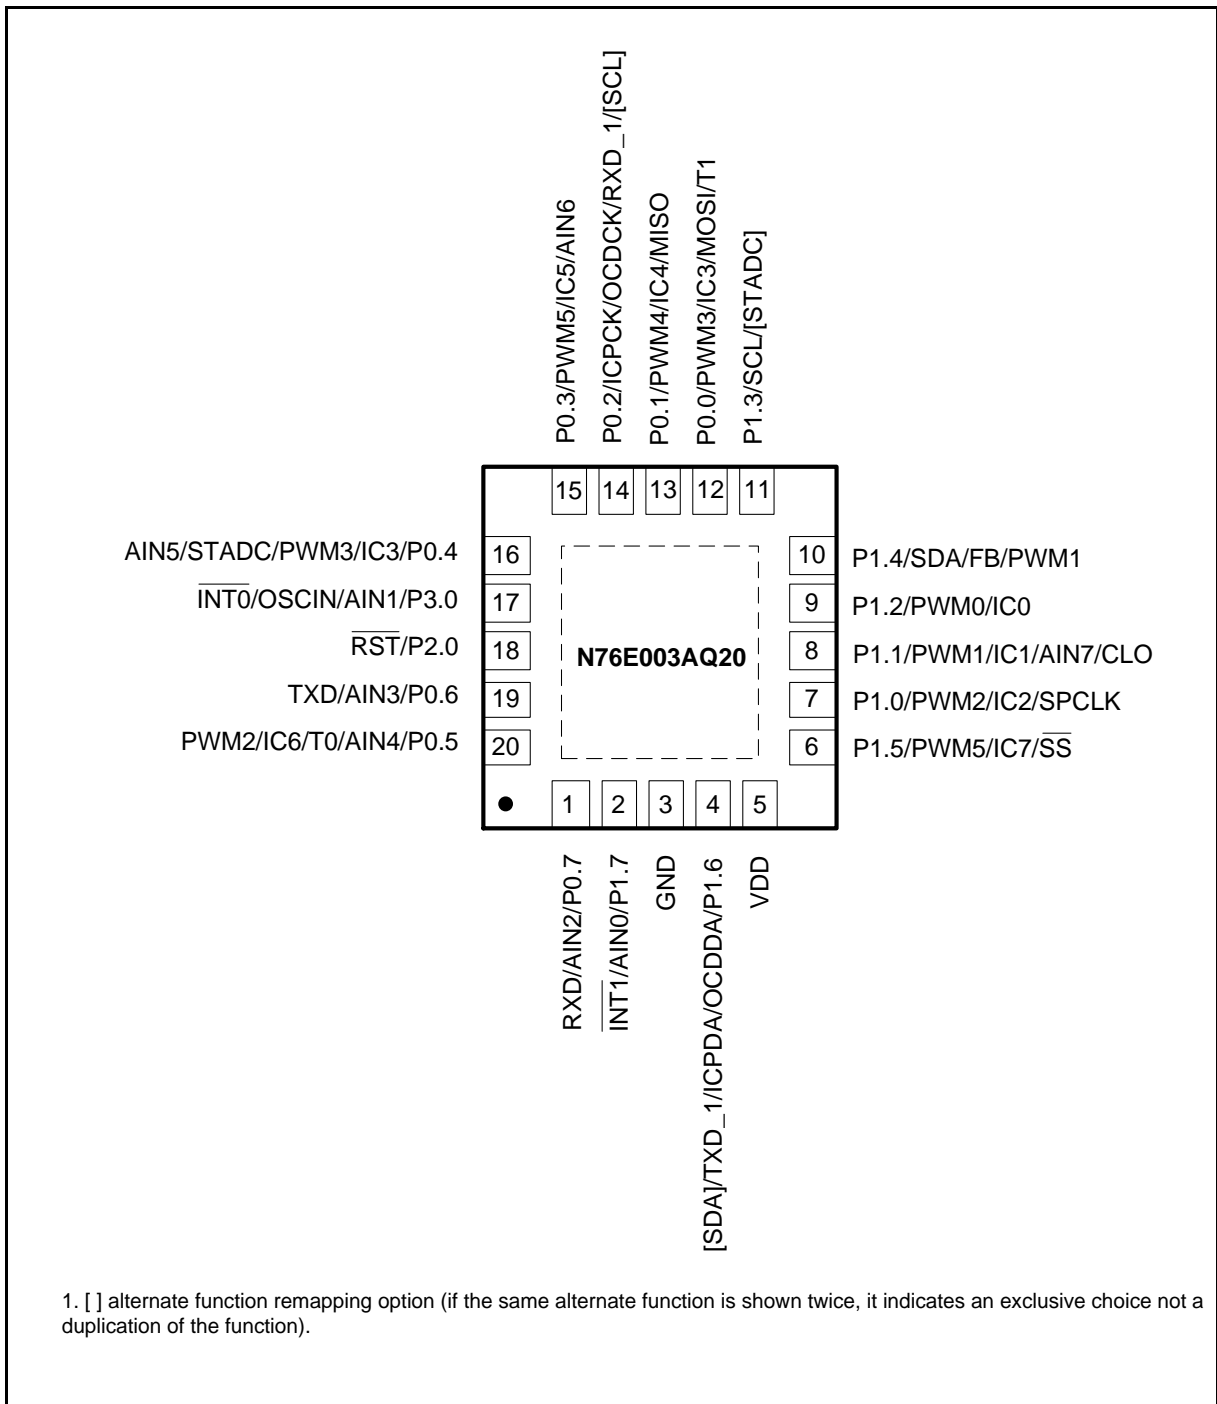 P0.3/PWM5/IC5/AIN6
P0.2/ICPCK/OCDCK/RXD_1/[SCL]
P0.1/PWM4/IC4/MISO
P0.0/PWM3/IC3/MOSI/T1
P1.3/SCL/[STADC]
15 14 13 12 11
AIN5/STADC/PWM3/IC3/P0.4 16
I̅N̅T̅0̅/OSCIN/AIN1/P3.0 17
R̅S̅T̅/P2.0 18
TXD/AIN3/P0.6 19
PWM2/IC6/T0/AIN4/P0.5 20
N76E003AQ20
10 P1.4/SDA/FB/PWM1
9 P1.2/PWM0/IC0
8 P1.1/PWM1/IC1/AIN7/CLO
7 P1.0/PWM2/IC2/SPCLK
6 P1.5/PWM5/IC7/S̅S̅
1 2 3 4 5
RXD/AIN2/P0.7
I̅N̅T̅1̅/AIN0/P1.7
GND
[SDA]/TXD_1/ICPDA/OCDDA/P1.6
VDD
1. [ ] alternate function remapping option (if the same alternate function is shown twice, it indicates an exclusive choice not a
duplication of the function).